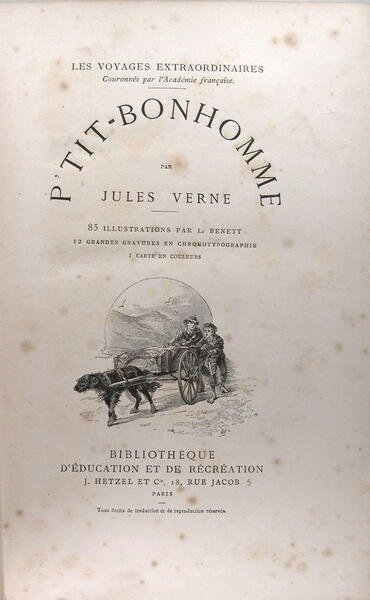 LES VOYAGES EXTRAORDINAIRES
Couronnés par l'Académie française.
P'TIT-BONHOMME
PAR
JULES VERNE
85 ILLUSTRATIONS PAR L. BENETT
12 GRANDES GRAVURES EN CHROMOTYPOGRAPHIE
1 CARTE EN COULEURS
BIBLIOTHÈQUE
D'ÉDUCATION ET DE RÉCRÉATION
J. HETZEL ET Cie, 18, RUE JACOB
PARIS
Tous droits de traduction et de reproduction réservés.